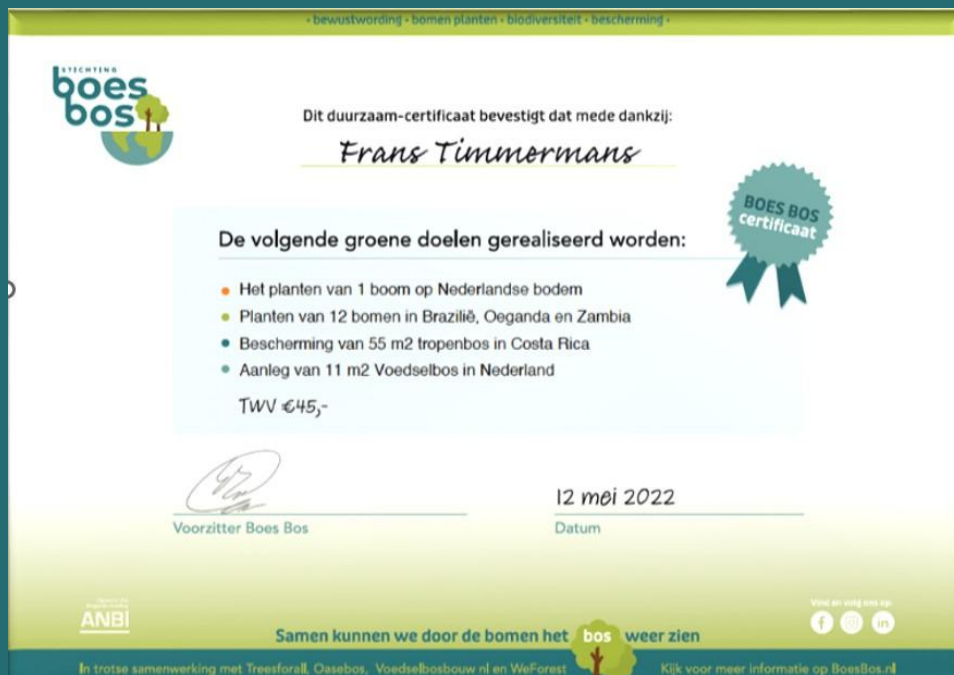 • bewustwording • bomen planten • biodiversiteit • bescherming •
STICHTING
boes
bos
Dit duurzaam-certificaat bevestigt dat mede dankzij:
Frans Timmermans
BOES BOS
certificaat
De volgende groene doelen gerealiseerd worden:
• Het planten van 1 boom op Nederlandse bodem
• Planten van 12 bomen in Brazilië, Oeganda en Zambia
• Bescherming van 55 m2 tropenbos in Costa Rica
• Aanleg van 11 m2 Voedselbos in Nederland
TWV €45,-
12 mei 2022
Voorzitter Boes Bos
Datum
ANBI
Vind en volg ons op:
Samen kunnen we door de bomen het bos weer zien
In trotse samenwerking met Treesforall, Oasebos, Voedselbosbouw nl en WeForest
Kijk voor meer informatie op BoesBos.nl